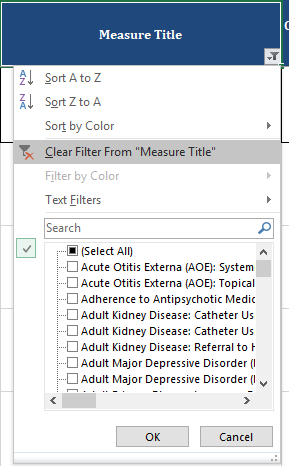 Measure Title
Sort A to Z
Sort Z to A
Sort by Color
Clear Filter From "Measure Title"
Filter by Color
Text Filters
Search
(Select All)
Acute Otitis Externa (AOE): System
Acute Otitis Externa (AOE): Topical
Adherence to Antipsychotic Medic
Adult Kidney Disease: Catheter Us
Adult Kidney Disease: Catheter Us
Adult Kidney Disease: Referral to H
Adult Major Depressive Disorder (
Adult Major Depressive Disorder (
OK Cancel